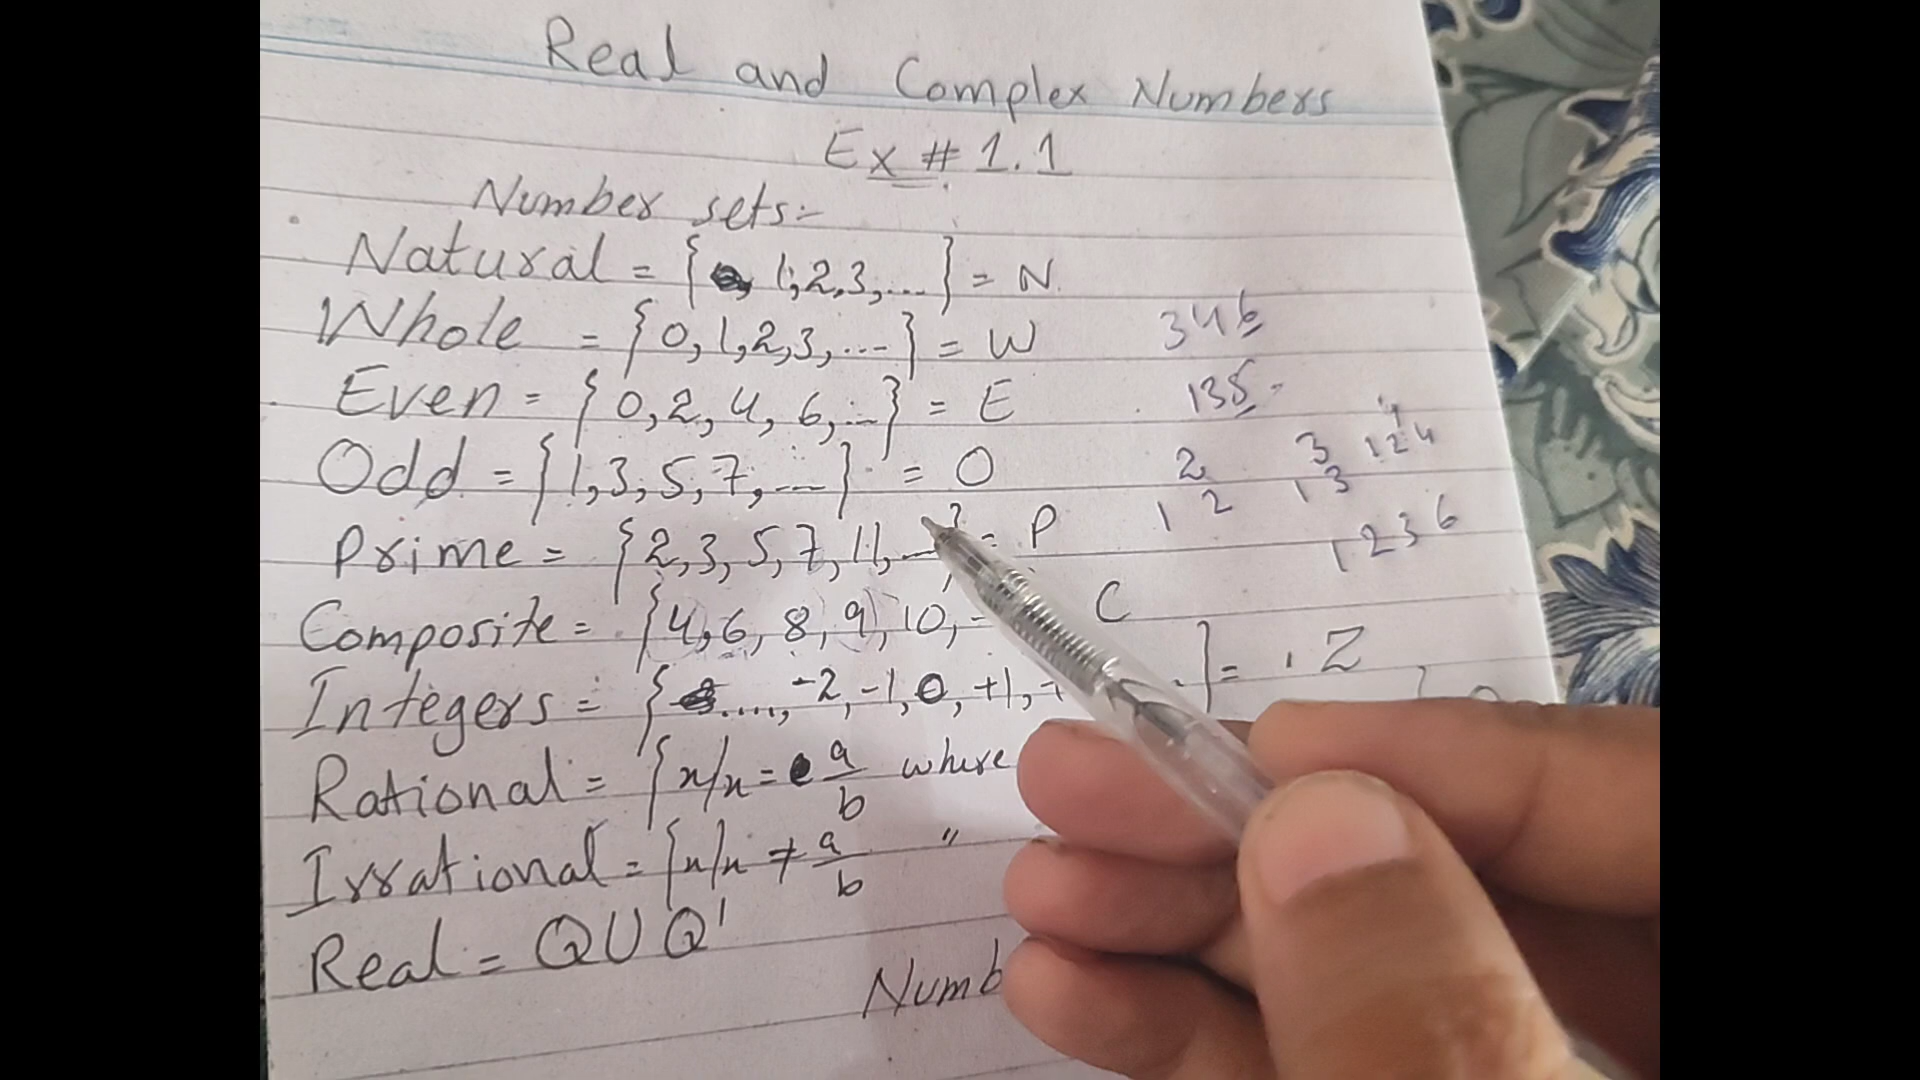 Real and Complex Numbers
Ex # 1.1
Number sets:-
Natural = { 1, 2, 3, ... } = N
Whole = { 0, 1, 2, 3, ... } = W
346
Even = { 0, 2, 4, 6, ... } = E
135
Odd = { 1, 3, 5, 7, ... } = O
2 3 4
1 2 1 3 1 2 4
Prime = { 2, 3, 5, 7, 11, ... } = P
1 2 3 6
Composite = { 4, 6, 8, 9, 10, C
Integers = { ...., -2, -1, 0, +1, ] = Z
Rational = { x/x = a/b where
Irrational = { x/x ≠ a/b "
Real = Q U Q'